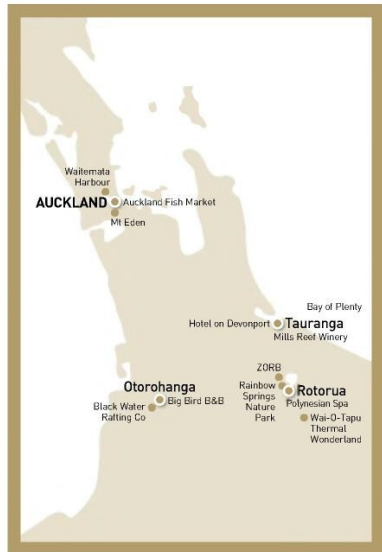 Waitemata
Harbour
AUCKLAND
Auckland Fish Market
Mt Eden
Bay of Plenty
Hotel on Devonport
Tauranga
Mills Reef Winery
ZORB
Rainbow
Springs
Nature
Park
Rotorua
Polynesian Spa
Wai-O-Tapu
Thermal
Wonderland
Otorohanga
Big Bird B&B
Black Water
Rafting Co